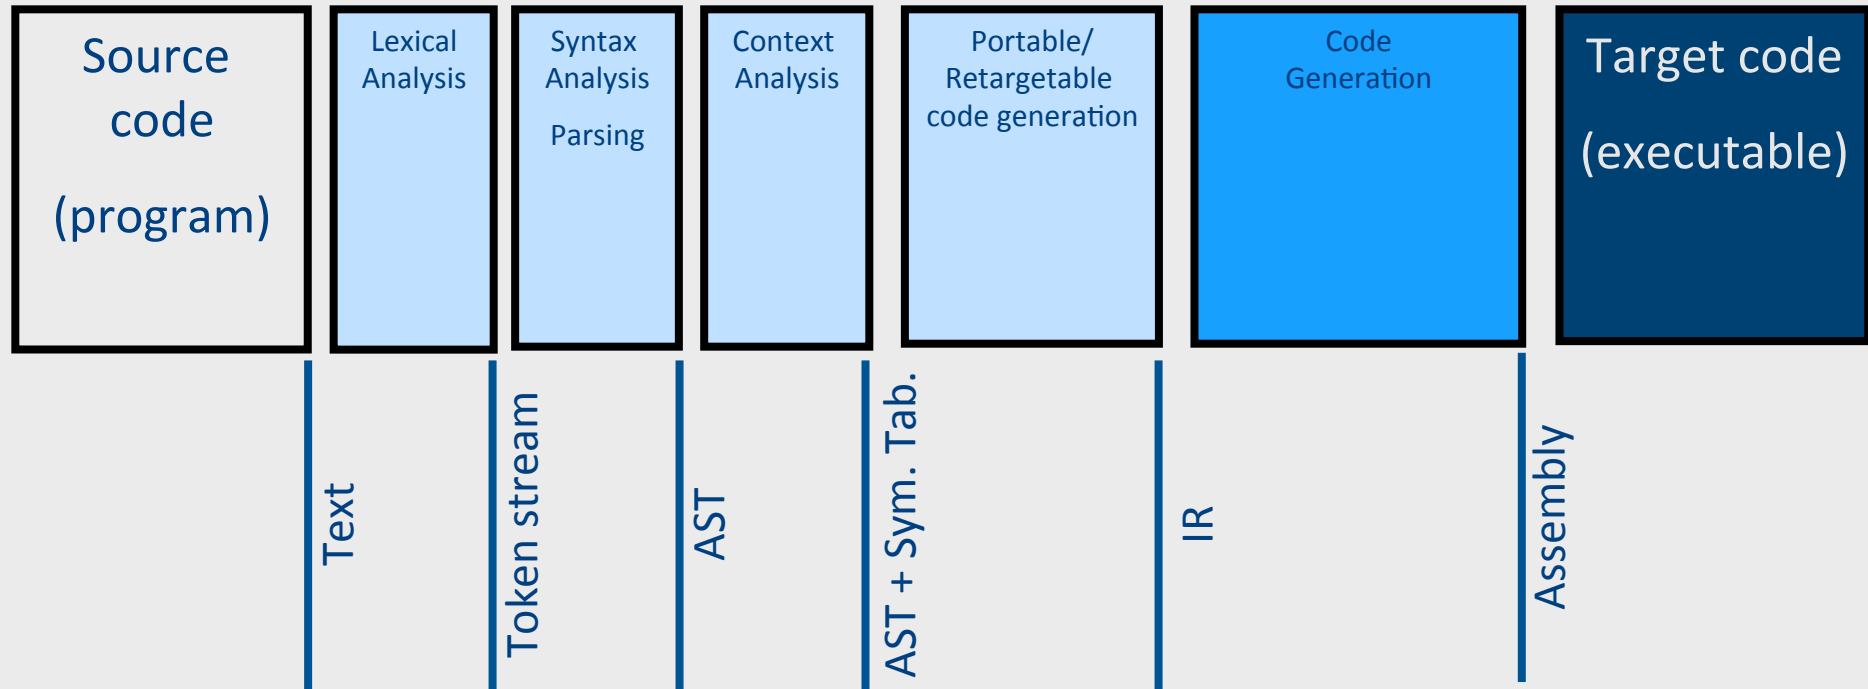 Source
code
(program)
Lexical
Analysis
Syntax
Analysis
Parsing
Context
Analysis
Portable/
Retargetable
code generation
Code
Generation
Target code
(executable)
Text
Token stream
AST
AST + Sym. Tab.
IR
Assembly